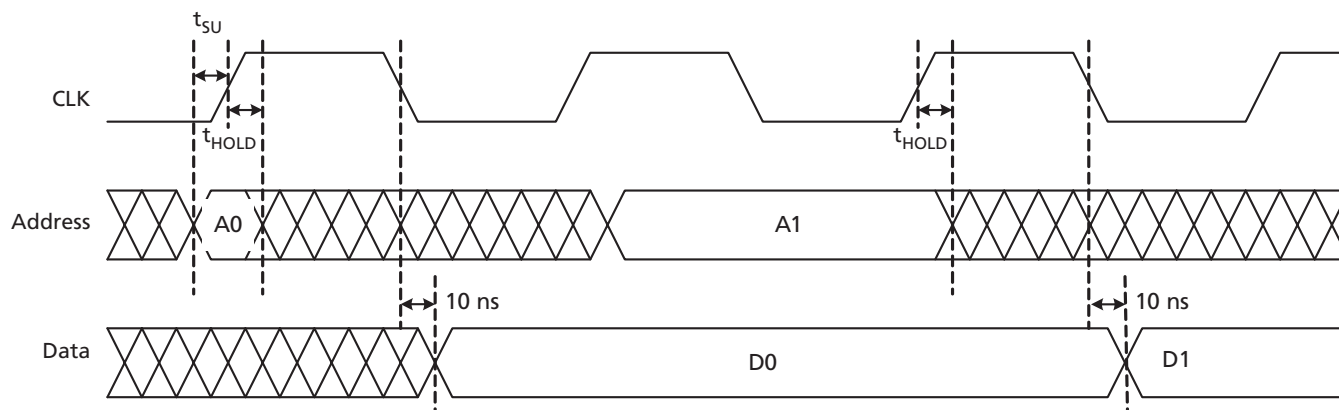 tSU
CLK
tHOLD
tHOLD
Address
A0
A1
10 ns
10 ns
Data
D0
D1